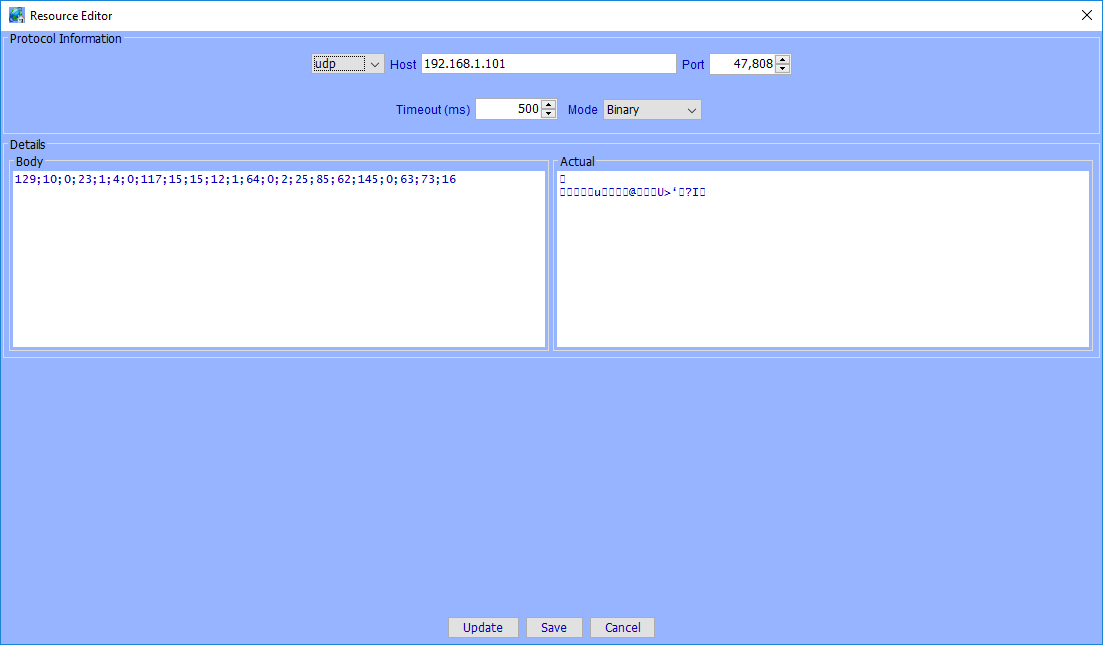 Resource Editor
Protocol Information
udp Host 192.168.1.101 Port 47,808
Timeout (ms) 500 Mode Binary
Details
Body
129;10;0;23;1;4;0;117;15;15;12;1;64;0;2;25;85;62;145;0;63;73;16
Actual
▯
▯▯▯▯▯u▯▯▯▯@▯▯▯U>‘▯?I▯
Update Save Cancel